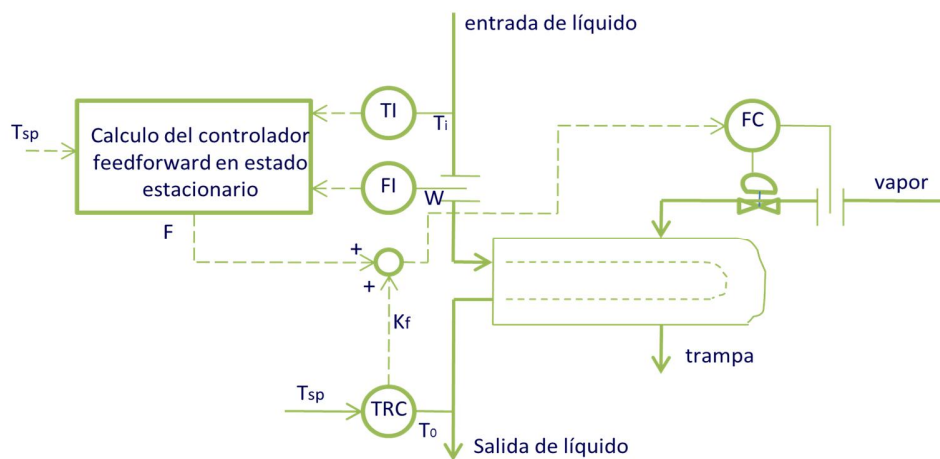 entrada de líquido
TI
Ti
FC
Tsp
Calculo del controlador
feedforward en estado
estacionario
FI
W
vapor
F
+
+
Kf
trampa
Tsp
TRC
T0
Salida de líquido